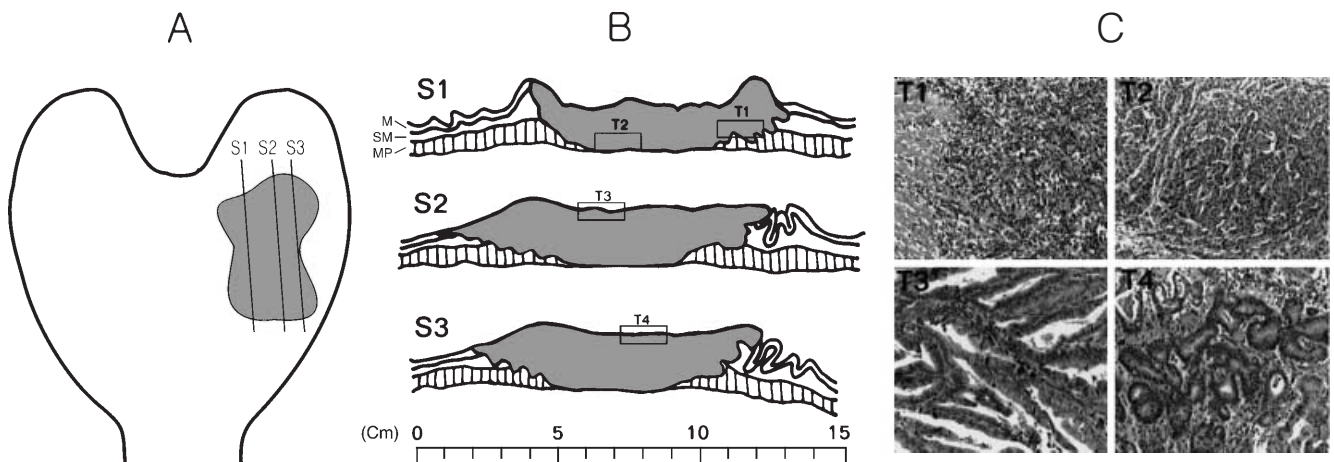 A
B
C
S1 S2 S3
S1
M
SM
MP
T2
T1
S2
T3
S3
T4
(Cm) 0 5 10 15
T1
T2
T3
T4